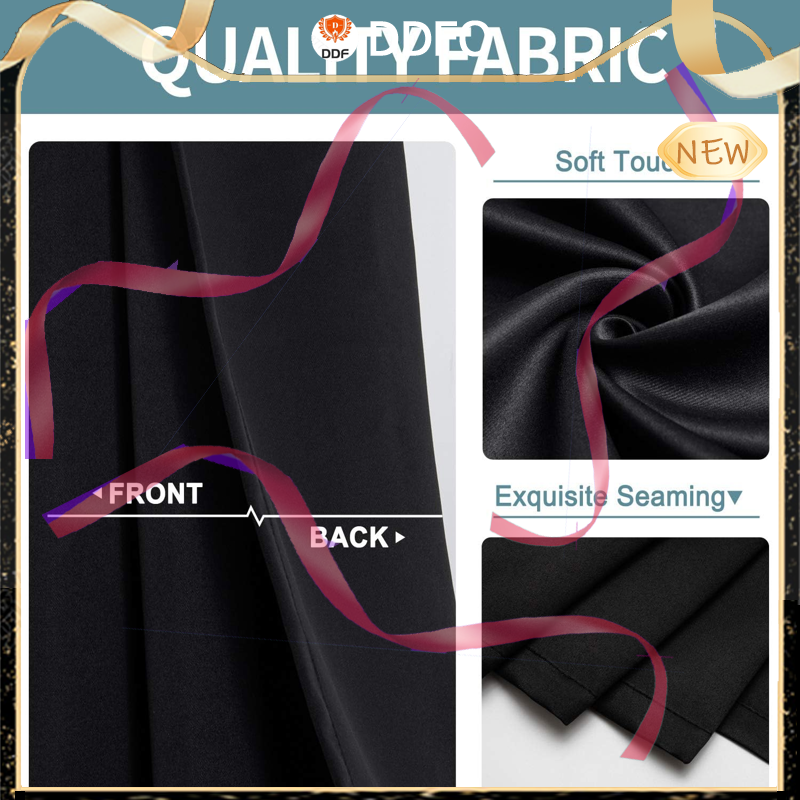 QUALITY FABRIC
DDF
Soft Touc
NEW
◂FRONT
BACK▸
Exquisite Seaming▾